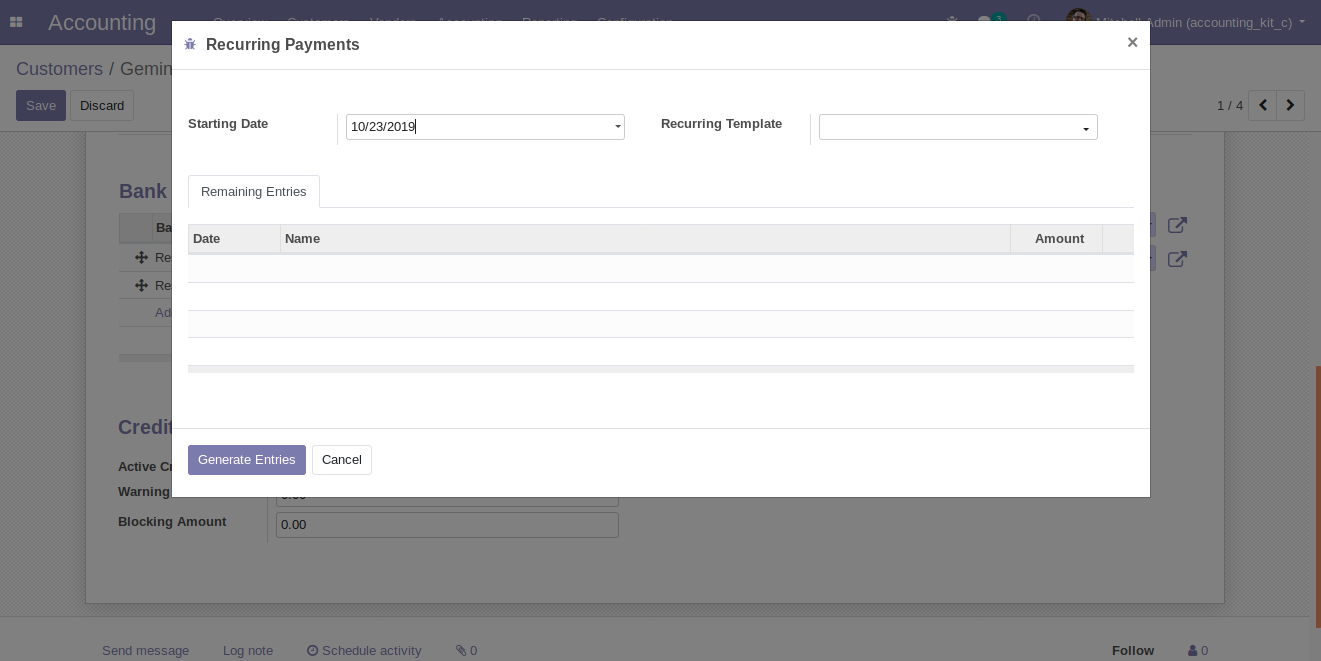 Accounting
Mitchell Admin (accounting_kit_c)
Recurring Payments
×
Customers / Gemin
Save Discard
1 / 4
Starting Date 10/23/2019
Recurring Template
Remaining Entries
Bank
Ba
Date Name Amount
Re
Re
Ad
Credit
Active Cr
Generate Entries Cancel
Warning
Blocking Amount 0.00
Send message Log note Schedule activity 0
Follow 0